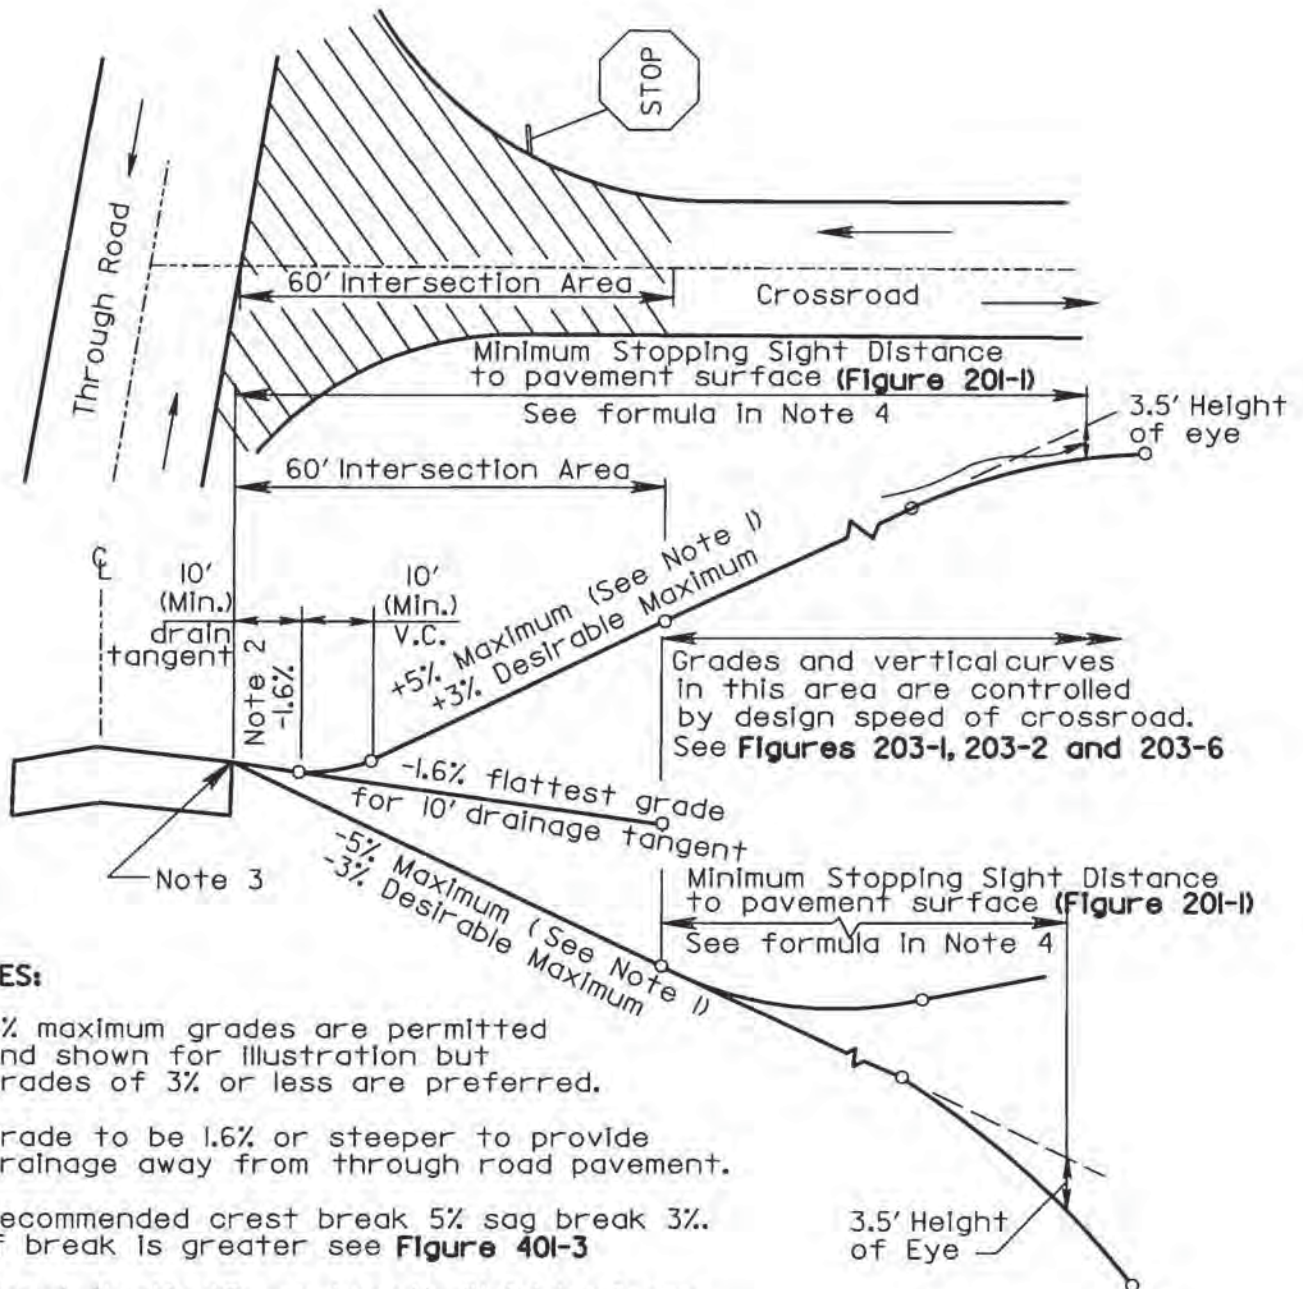 STOP
Through Road
60' Intersection Area
Crossroad
Minimum Stopping Sight Distance
to pavement surface (Figure 201-1)
See formula in Note 4
3.5' Height
of eye
60' Intersection Area
℄
10'
(Min.)
drain
tangent
Note 2
-1.6%
10'
(Min.)
V.C.
+5% Maximum (See Note 1)
+3% Desirable Maximum
Grades and vertical curves
in this area are controlled
by design speed of crossroad.
See Figures 203-1, 203-2 and 203-6
-1.6% flattest grade
for 10' drainage tangent
-5% Maximum (See Note 1)
-3% Desirable Maximum
Note 3
Minimum Stopping Sight Distance
to pavement surface (Figure 201-1)
See formula in Note 4
ES:
% maximum grades are permitted
nd shown for illustration but
rades of 3% or less are preferred.
rade to be 1.6% or steeper to provide
rainage away from through road pavement.
ecommended crest break 5% sag break 3%.
f break is greater see Figure 401-3
3.5' Height
of Eye